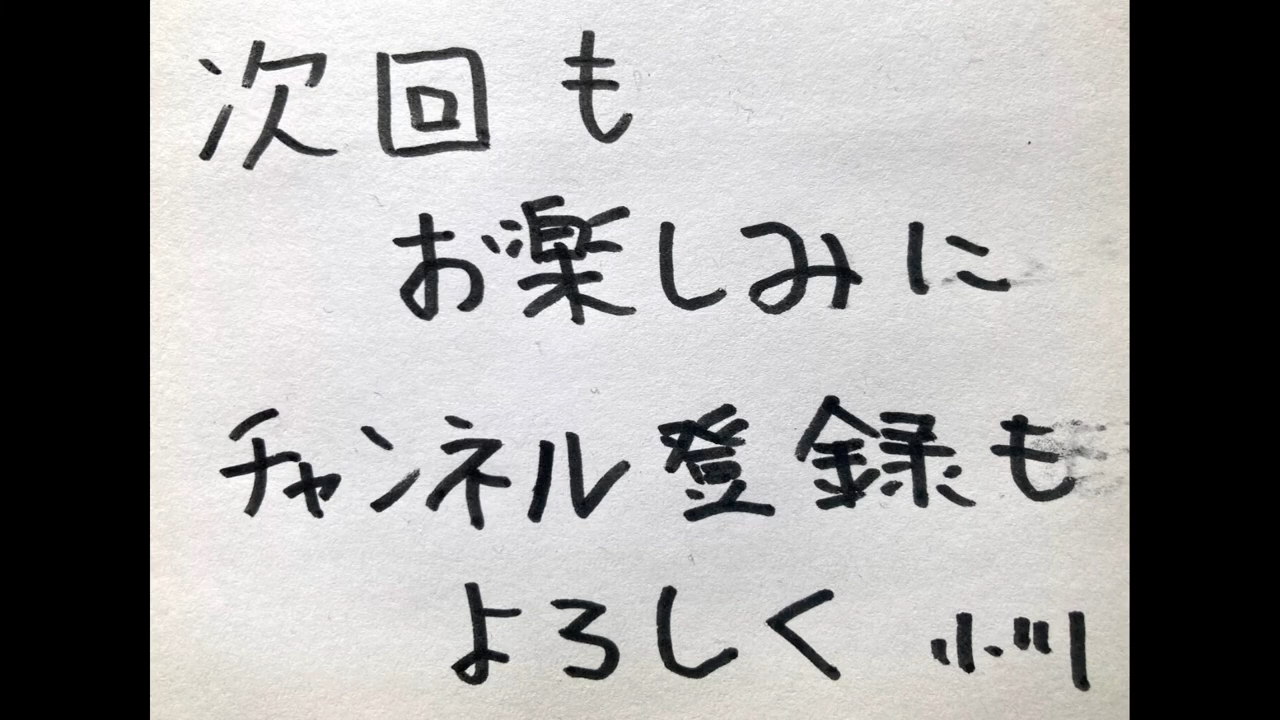 次回も
お楽しみに
チャンネル登録も
よろしく 小川